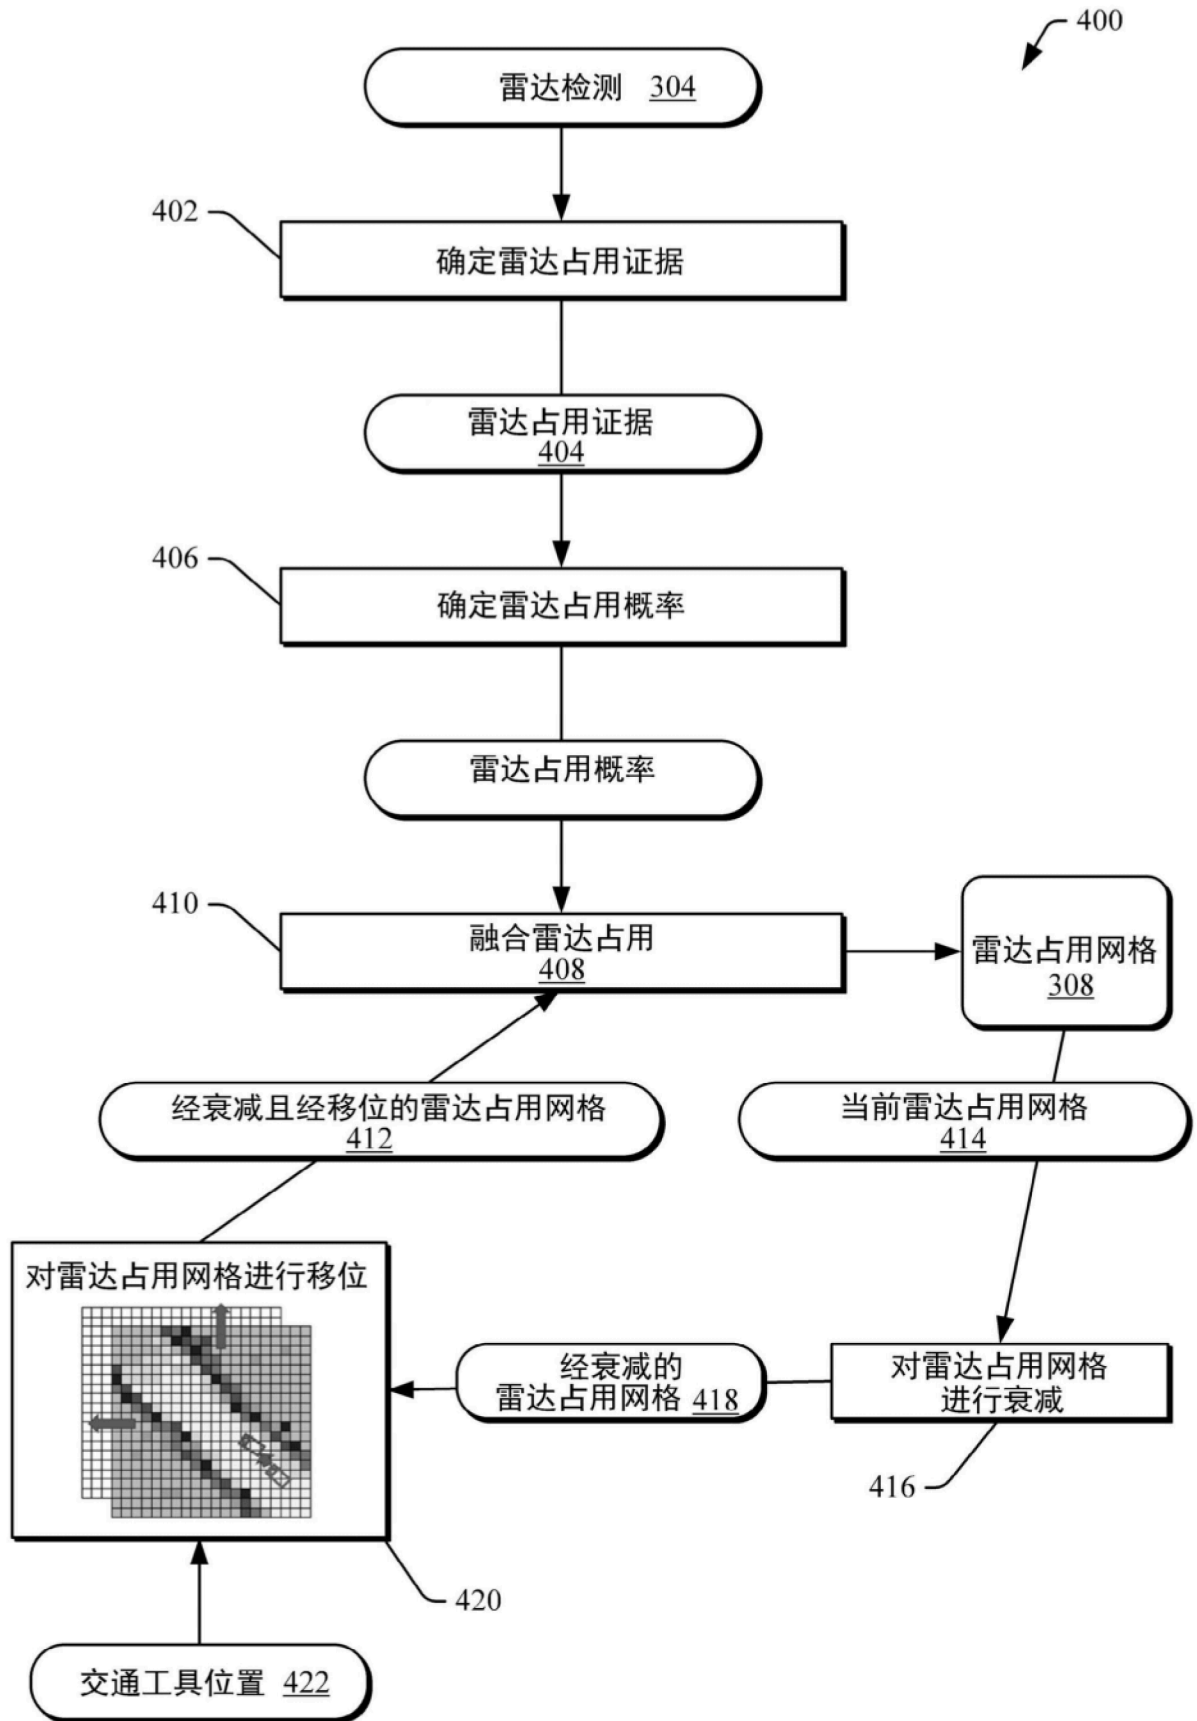 400
雷达检测 304
402
确定雷达占用证据
雷达占用证据
404
406
确定雷达占用概率
雷达占用概率
410
融合雷达占用
408
雷达占用网格
308
经衰减且经移位的雷达占用网格
412
当前雷达占用网格
414
对雷达占用网格进行移位
经衰减的
雷达占用网格 418
对雷达占用网格
进行衰减
416
420
交通工具位置 422